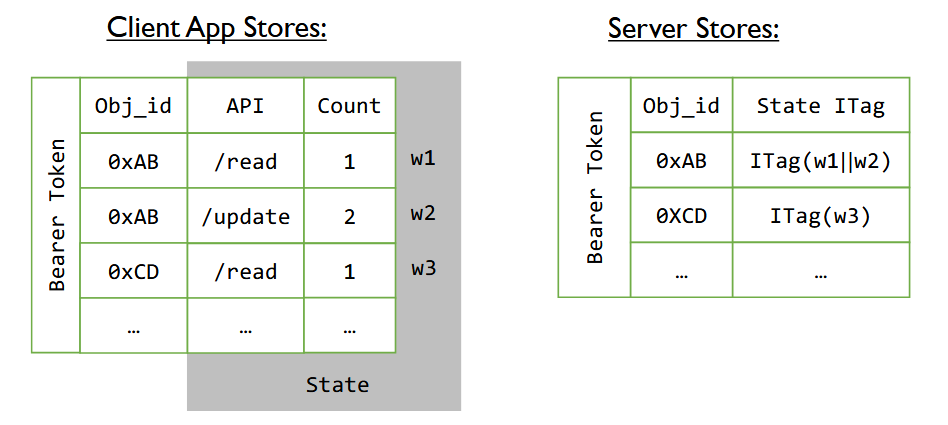 Client App Stores:
Server Stores:
Bearer Token
Obj_id API Count
0xAB /read 1 w1
0xAB /update 2 w2
0xCD /read 1 w3
… … …
State
Bearer Token
Obj_id State ITag
0xAB ITag(w1||w2)
0XCD ITag(w3)
… …